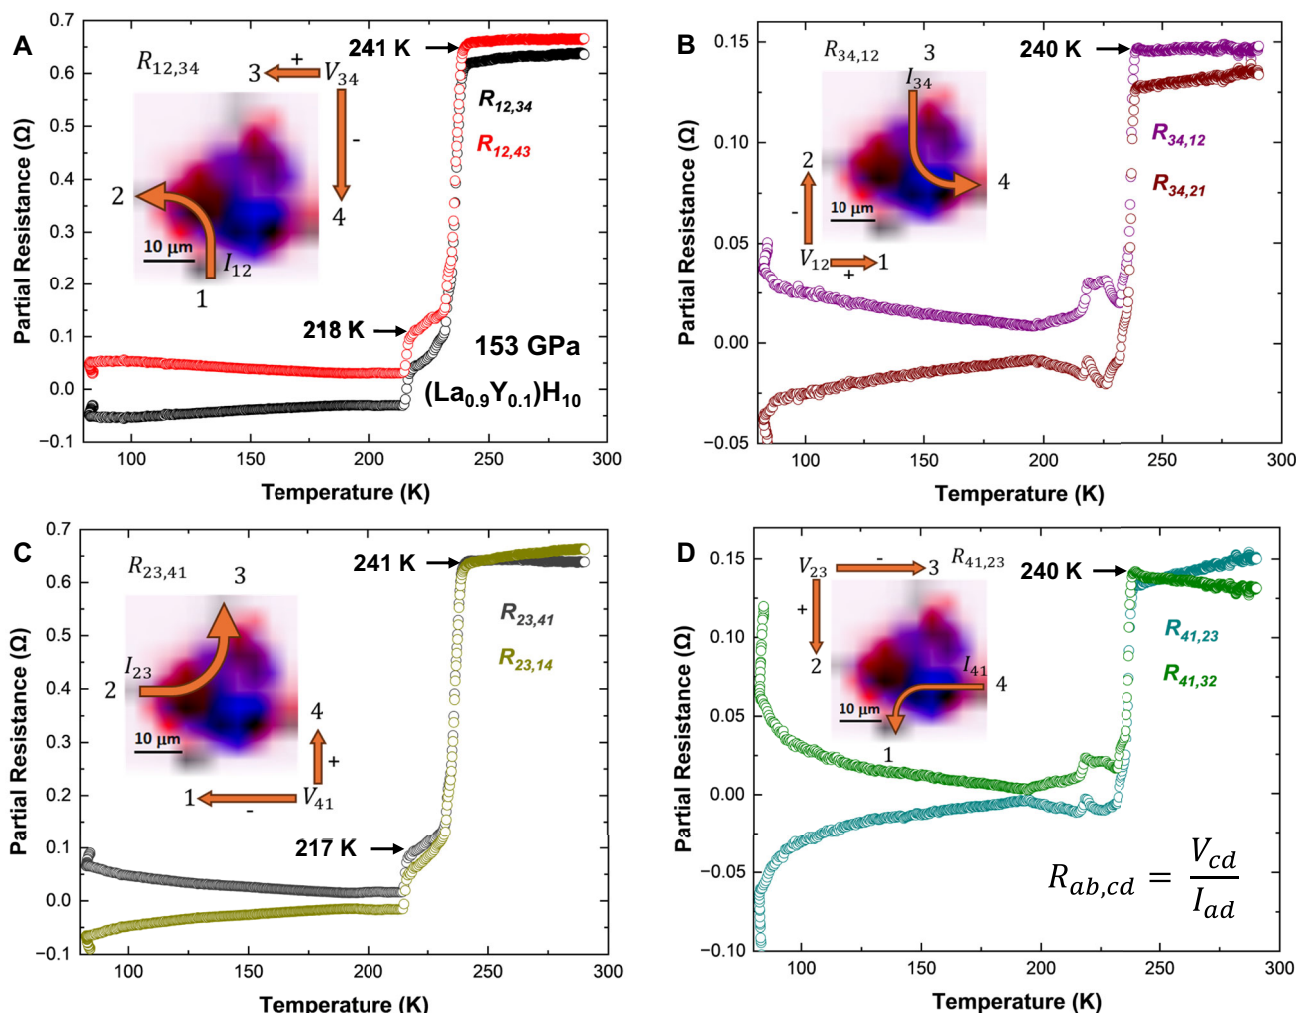 A
0.7
0.6
0.5
0.4
0.3
0.2
0.1
0.0
−0.1
Partial Resistance (Ω)
100
150
200
250
300
Temperature (K)
R12,34
3
+
V34
-
4
2
10 μm
I12
1
241 K
R12,34
R12,43
218 K
153 GPa
(La0.9Y0.1)H10
B
0.15
0.10
0.05
0.00
−0.05
Partial Resistance (Ω)
100
150
200
250
300
Temperature (K)
R34,12
3
I34
2
4
-
10 μm
V12
+
1
240 K
R34,12
R34,21
C
0.7
0.6
0.5
0.4
0.3
0.2
0.1
0.0
−0.1
Partial Resistance (Ω)
100
150
200
250
300
Temperature (K)
R23,41
3
I23
2
4
10 μm
+
1
-
V41
241 K
R23,41
R23,14
217 K
D
0.15
0.10
0.05
0.00
−0.05
−0.10
Partial Resistance (Ω)
100
150
200
250
300
Temperature (K)
V23
-
3
R41,23
+
2
I41
4
10 μm
1
240 K
R41,23
R41,32
Rab,cd = Vcd / Iad